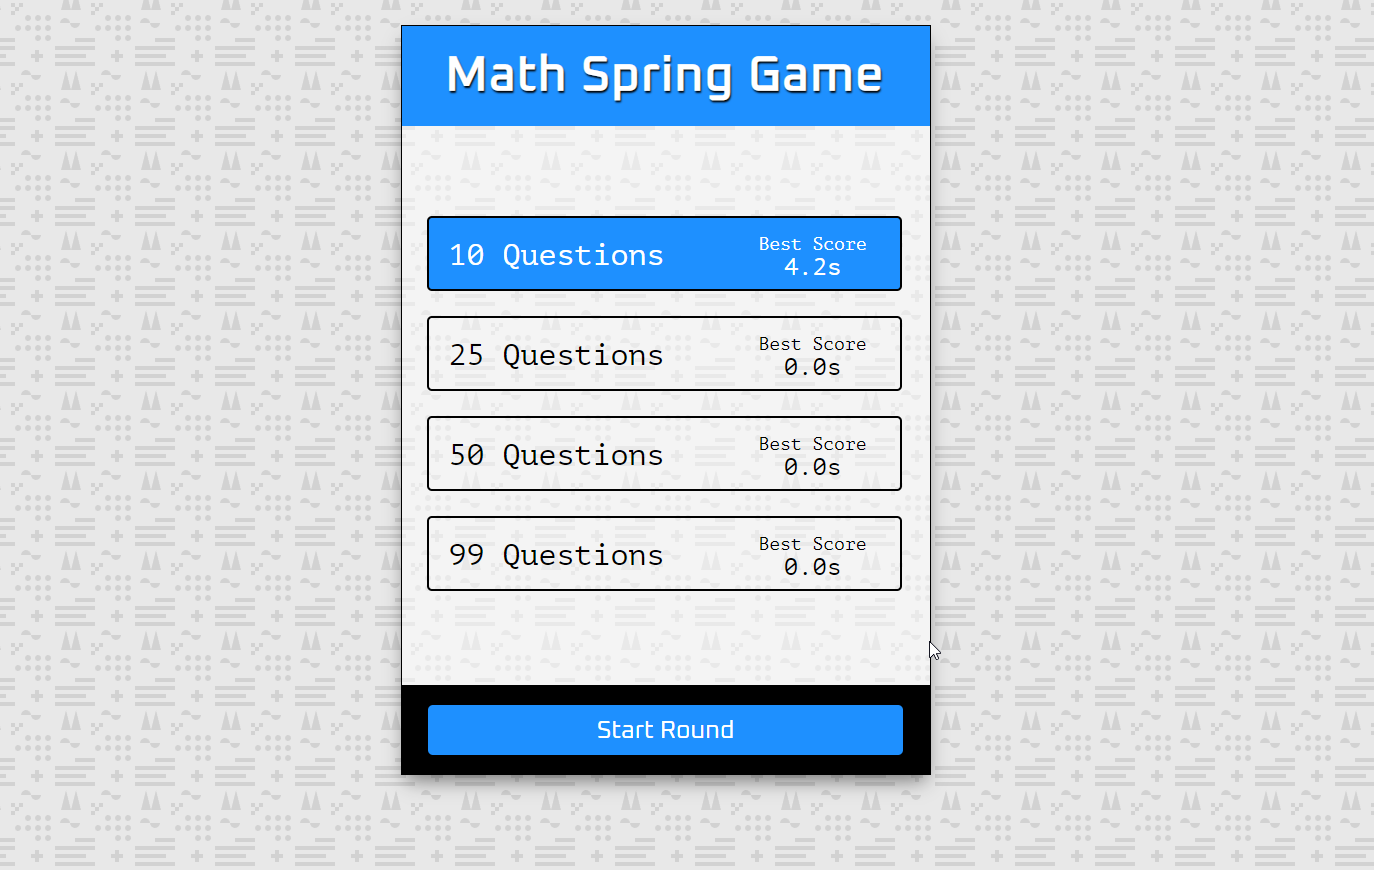 Math Spring Game
10 Questions
Best Score
4.2s
25 Questions
Best Score
0.0s
50 Questions
Best Score
0.0s
99 Questions
Best Score
0.0s
Start Round